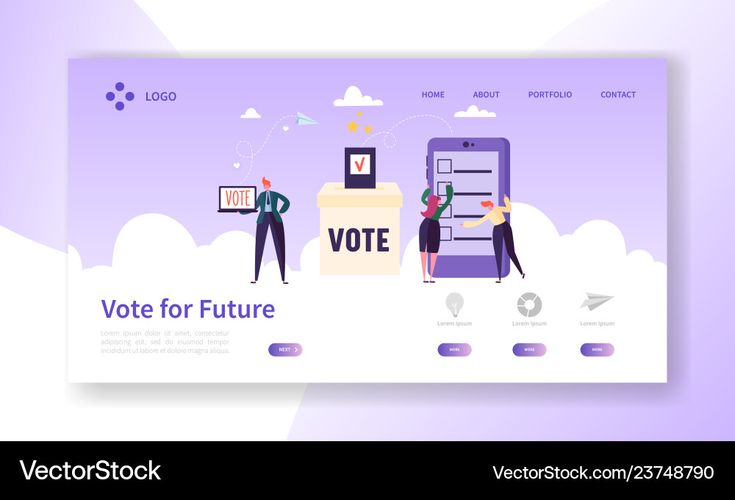 LOGO
HOME ABOUT PORTFOLIO CONTACT
VOTE
VOTE
Vote for Future
lorem ipsum dolor sit amet, consectetur
adipiscing elit, sed do eiusmod tempor
incididunt ut labore et dolore magna aliqua.
NEXT
Lorem Ipsum Lorem Ipsum Lorem Ipsum
MORE MORE MORE
VectorStock
VectorStock.com/23748790